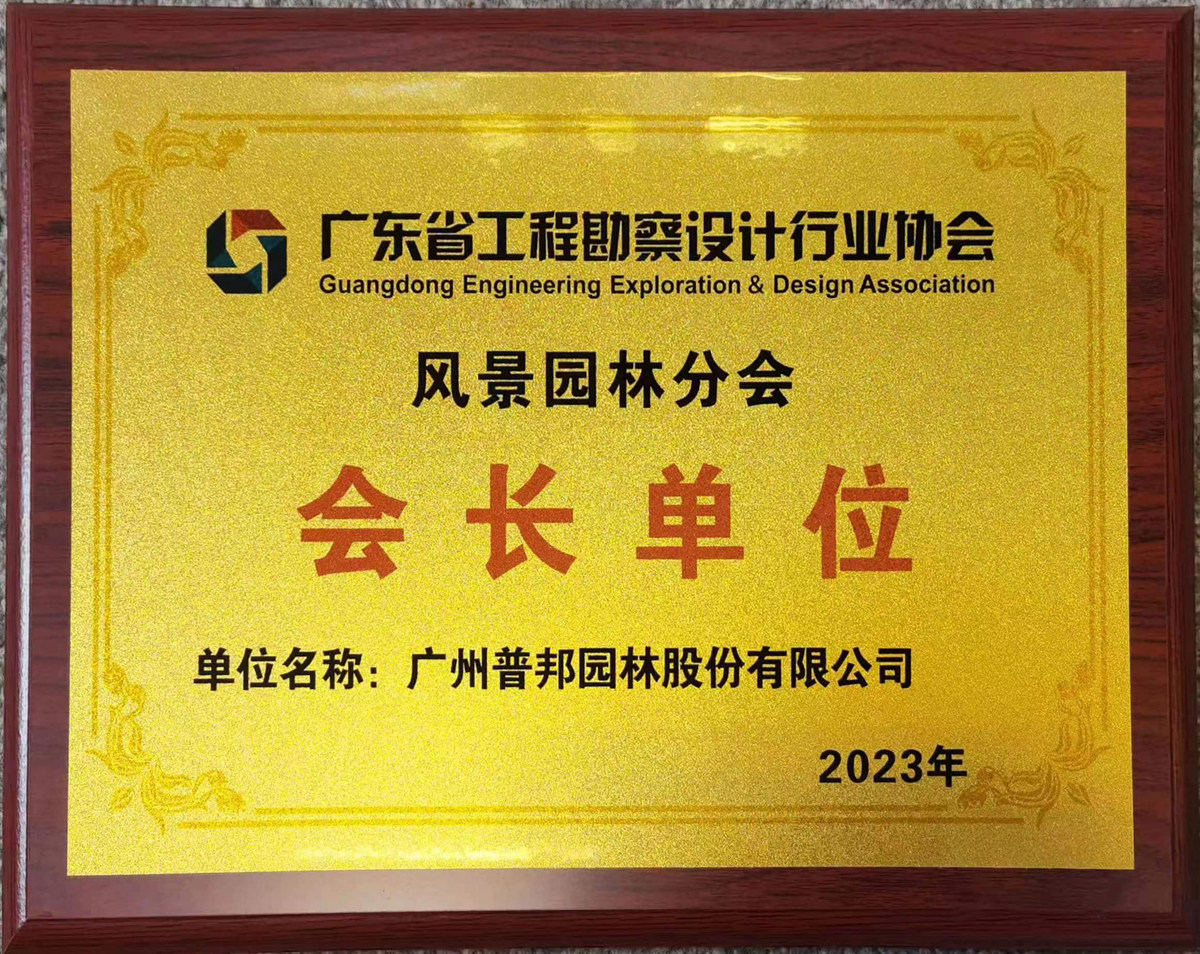 广东省工程勘察设计行业协会
Guangdong Engineering Exploration & Design Association
风景园林分会
会长单位
单位名称：广州普邦园林股份有限公司
2023年